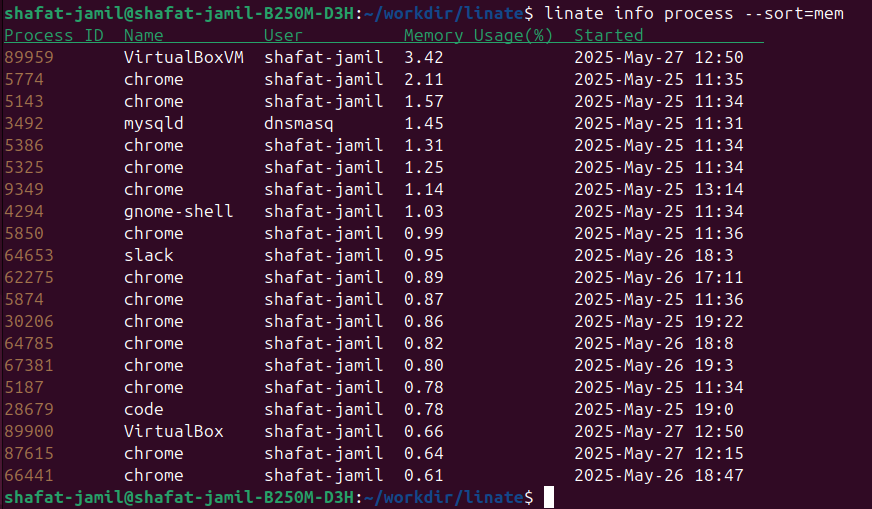 shafat-jamil@shafat-jamil-B250M-D3H:~/workdir/linate$ linate info process --sort=mem
Process ID  Name          User          Memory Usage(%)  Started
89959       VirtualBoxVM  shafat-jamil  3.42             2025-May-27 12:50
5774        chrome        shafat-jamil  2.11             2025-May-25 11:35
5143        chrome        shafat-jamil  1.57             2025-May-25 11:34
3492        mysqld        dnsmasq       1.45             2025-May-25 11:31
5386        chrome        shafat-jamil  1.31             2025-May-25 11:34
5325        chrome        shafat-jamil  1.25             2025-May-25 11:34
9349        chrome        shafat-jamil  1.14             2025-May-25 13:14
4294        gnome-shell   shafat-jamil  1.03             2025-May-25 11:34
5850        chrome        shafat-jamil  0.99             2025-May-25 11:36
64653       slack         shafat-jamil  0.95             2025-May-26 18:3
62275       chrome        shafat-jamil  0.89             2025-May-26 17:11
5874        chrome        shafat-jamil  0.87             2025-May-25 11:36
30206       chrome        shafat-jamil  0.86             2025-May-25 19:22
64785       chrome        shafat-jamil  0.82             2025-May-26 18:8
67381       chrome        shafat-jamil  0.80             2025-May-26 19:3
5187        chrome        shafat-jamil  0.78             2025-May-25 11:34
28679       code          shafat-jamil  0.78             2025-May-25 19:0
89900       VirtualBox    shafat-jamil  0.66             2025-May-27 12:50
87615       chrome        shafat-jamil  0.64             2025-May-27 12:15
66441       chrome        shafat-jamil  0.61             2025-May-26 18:47
shafat-jamil@shafat-jamil-B250M-D3H:~/workdir/linate$